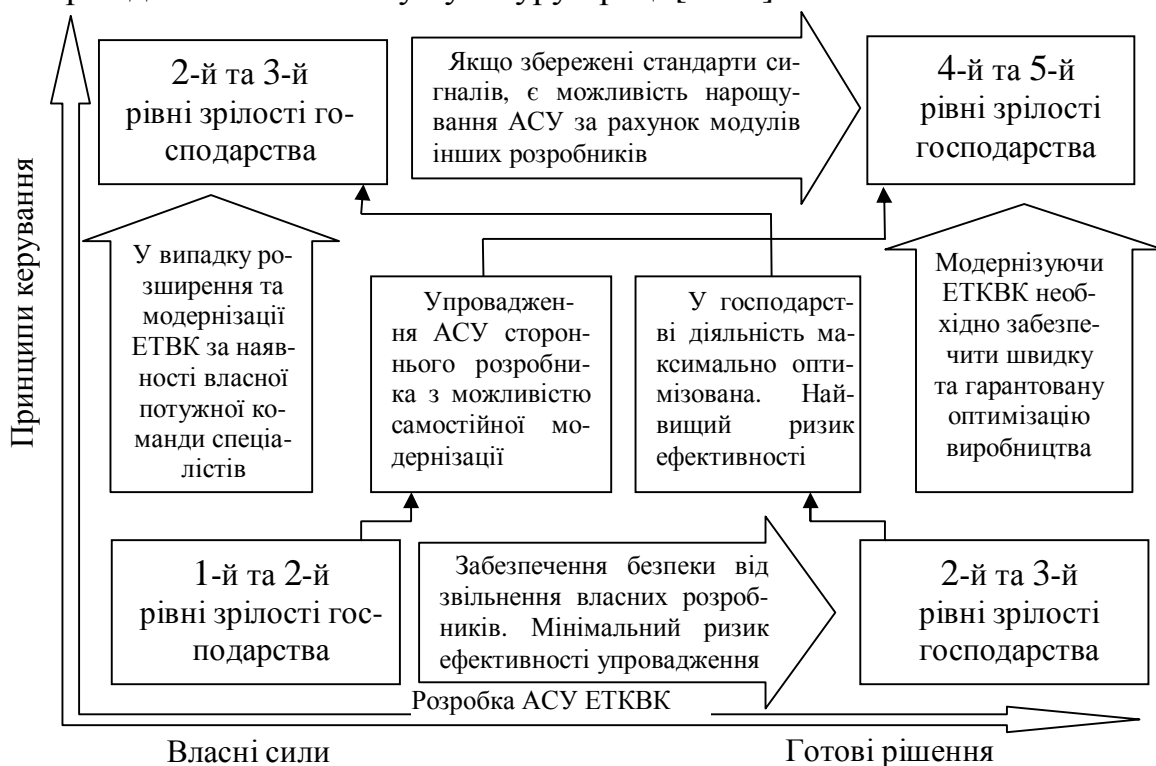 2-й та 3-й
рівні зрілості го-
сподарства
Якщо збережені стандарти си-
гналів, є можливість нарощу-
вання АСУ за рахунок модулів
інших розробників
4-й та 5-й
рівні зрілості
господарства
Принципи керування
У випадку ро-
зширення та
модернізації
ЕТВК за наяв-
ності власної
потужної ко-
манди спеціа-
лістів
Упроваджен-
ня АСУ сторон-
нього розробни-
ка з можливістю
самостійної мо-
дернізації
У господарст-
ві діяльність ма-
ксимально опти-
мізована. Най-
вищий ризик
ефективності
Модернізуючи
ЕТКВК необ-
хідно забезпе-
чити швидку
та гарантовану
оптимізацію
виробництва
1-й та 2-й
рівні зрілості гос-
подарства
Забезпечення безпеки від
звільнення власних розроб-
ників. Мінімальний ризик
ефективності упровадження
2-й та 3-й
рівні зрілості
господарства
Розробка АСУ ЕТКВК
Власні сили
Готові рішення